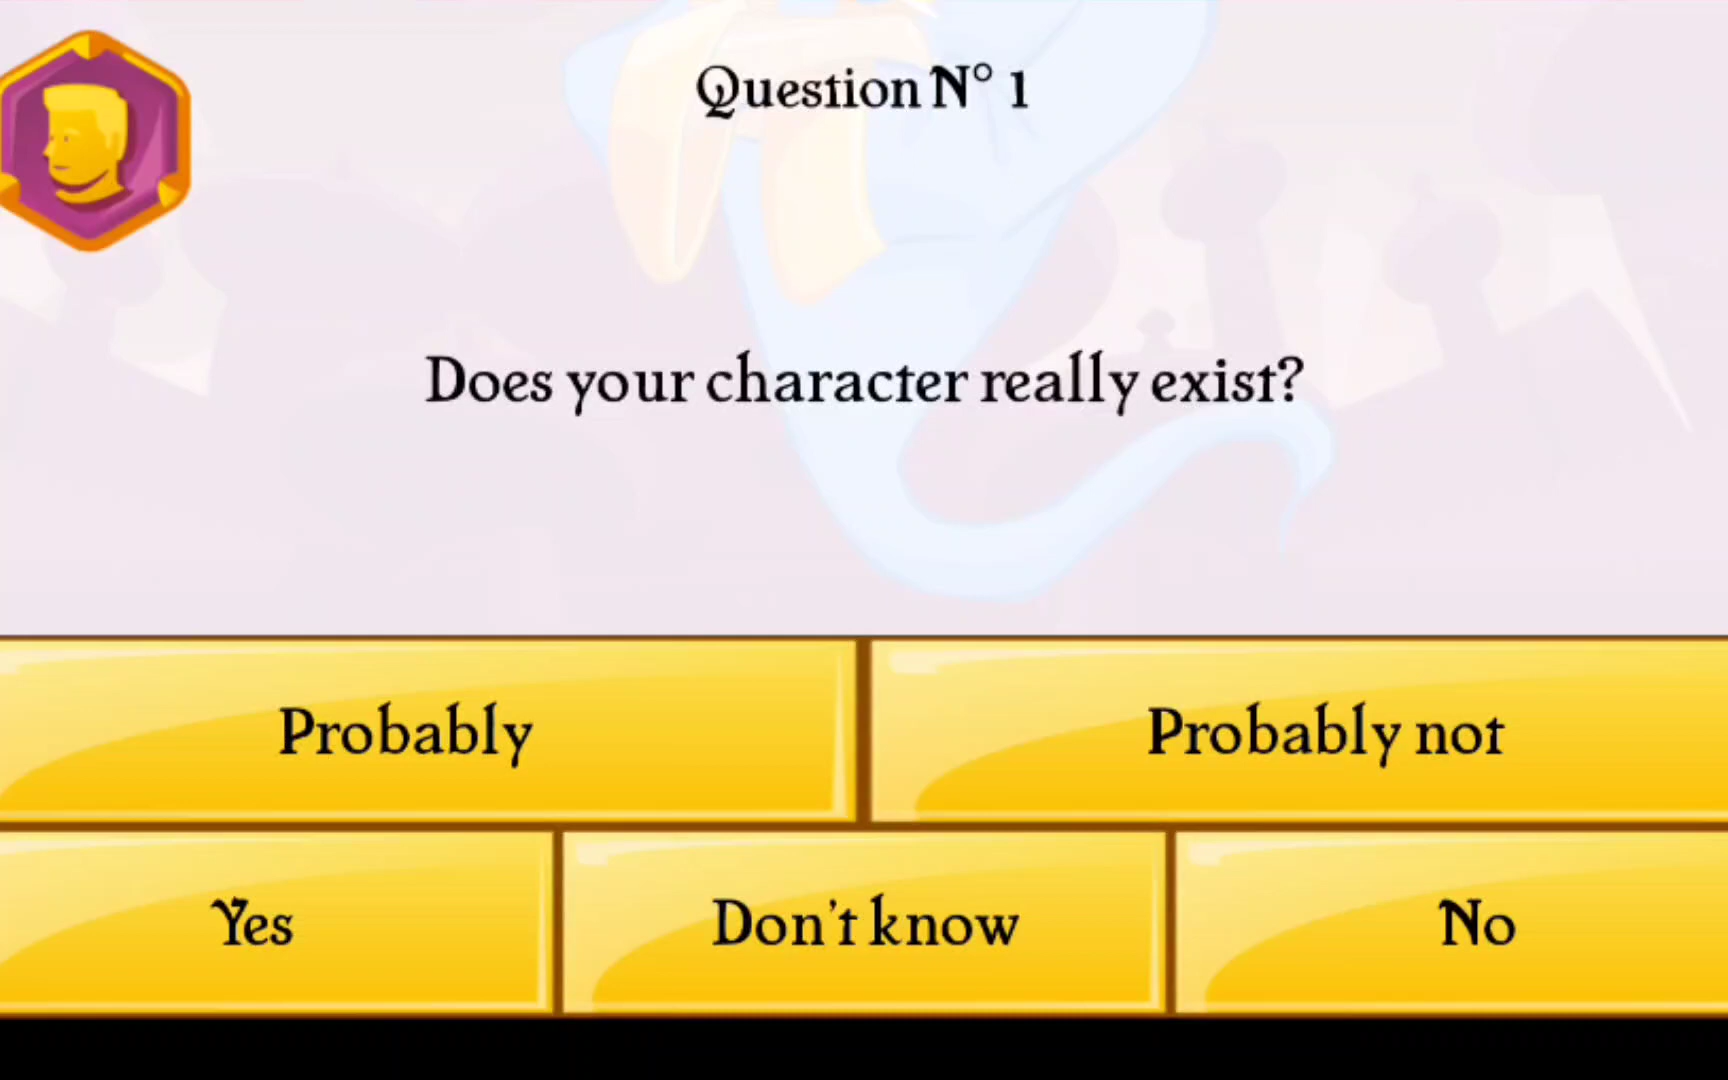 Question N° 1
Does your character really exist?
Probably
Probably not
Yes
Don't know
No